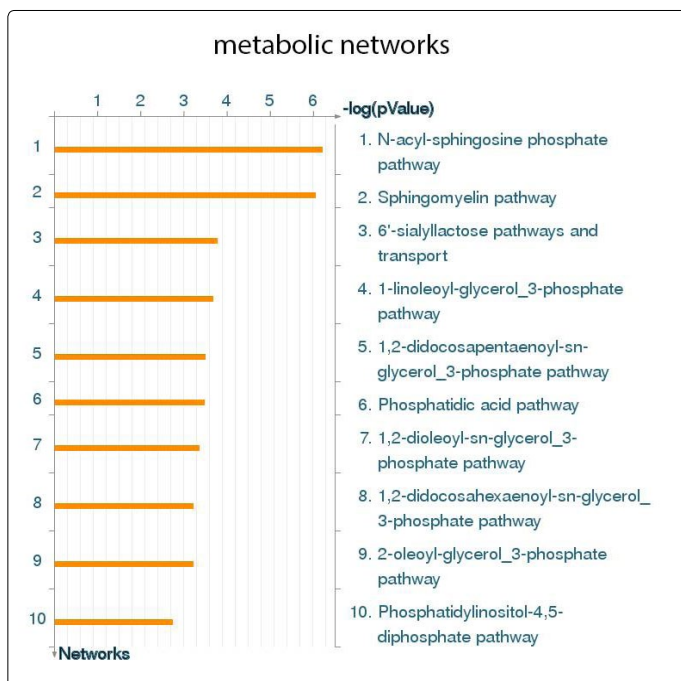 metabolic networks
1 2 3 4 5 6 -log(pValue)
1 1. N-acyl-sphingosine phosphate
pathway
2 2. Sphingomyelin pathway
3 3. 6'-sialyllactose pathways and
transport
4 4. 1-linoleoyl-glycerol_3-phosphate
pathway
5 5. 1,2-didocosapentaenoyl-sn-
glycerol_3-phosphate pathway
6 6. Phosphatidic acid pathway
7 7. 1,2-dioleoyl-sn-glycerol_3-
phosphate pathway
8 8. 1,2-didocosahexaenoyl-sn-glycerol_
3-phosphate pathway
9 9. 2-oleoyl-glycerol_3-phosphate
pathway
10 10. Phosphatidylinositol-4,5-
diphosphate pathway
Networks